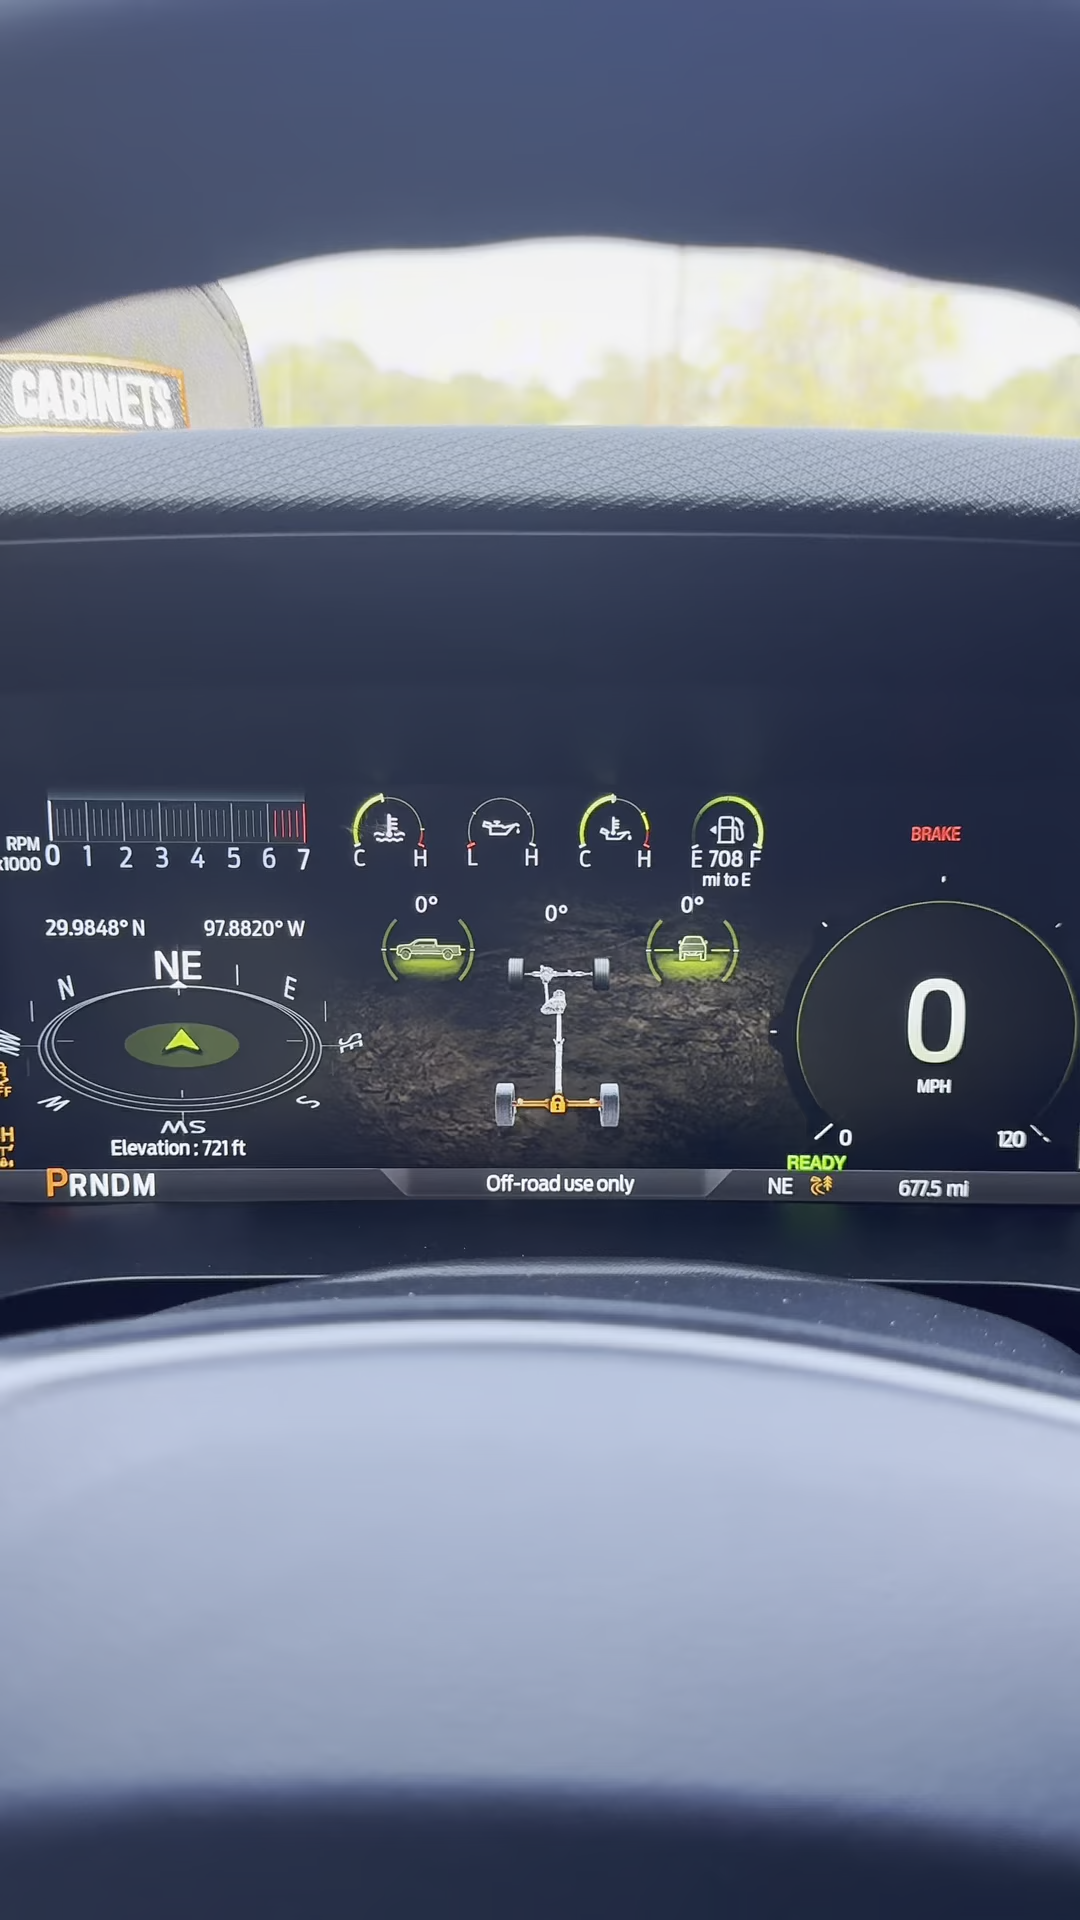 CABINETS
RPM
x1000
0 1 2 3 4 5 6 7
C H
L H
C H
E 708 F
mi to E
BRAKE
29.9848° N 97.8820° W
0°
0°
0°
NE
N E
SE
S
0
MPH
0 120
Elevation : 721 ft
READY
PRNDM
Off-road use only
NE
677.5 mi